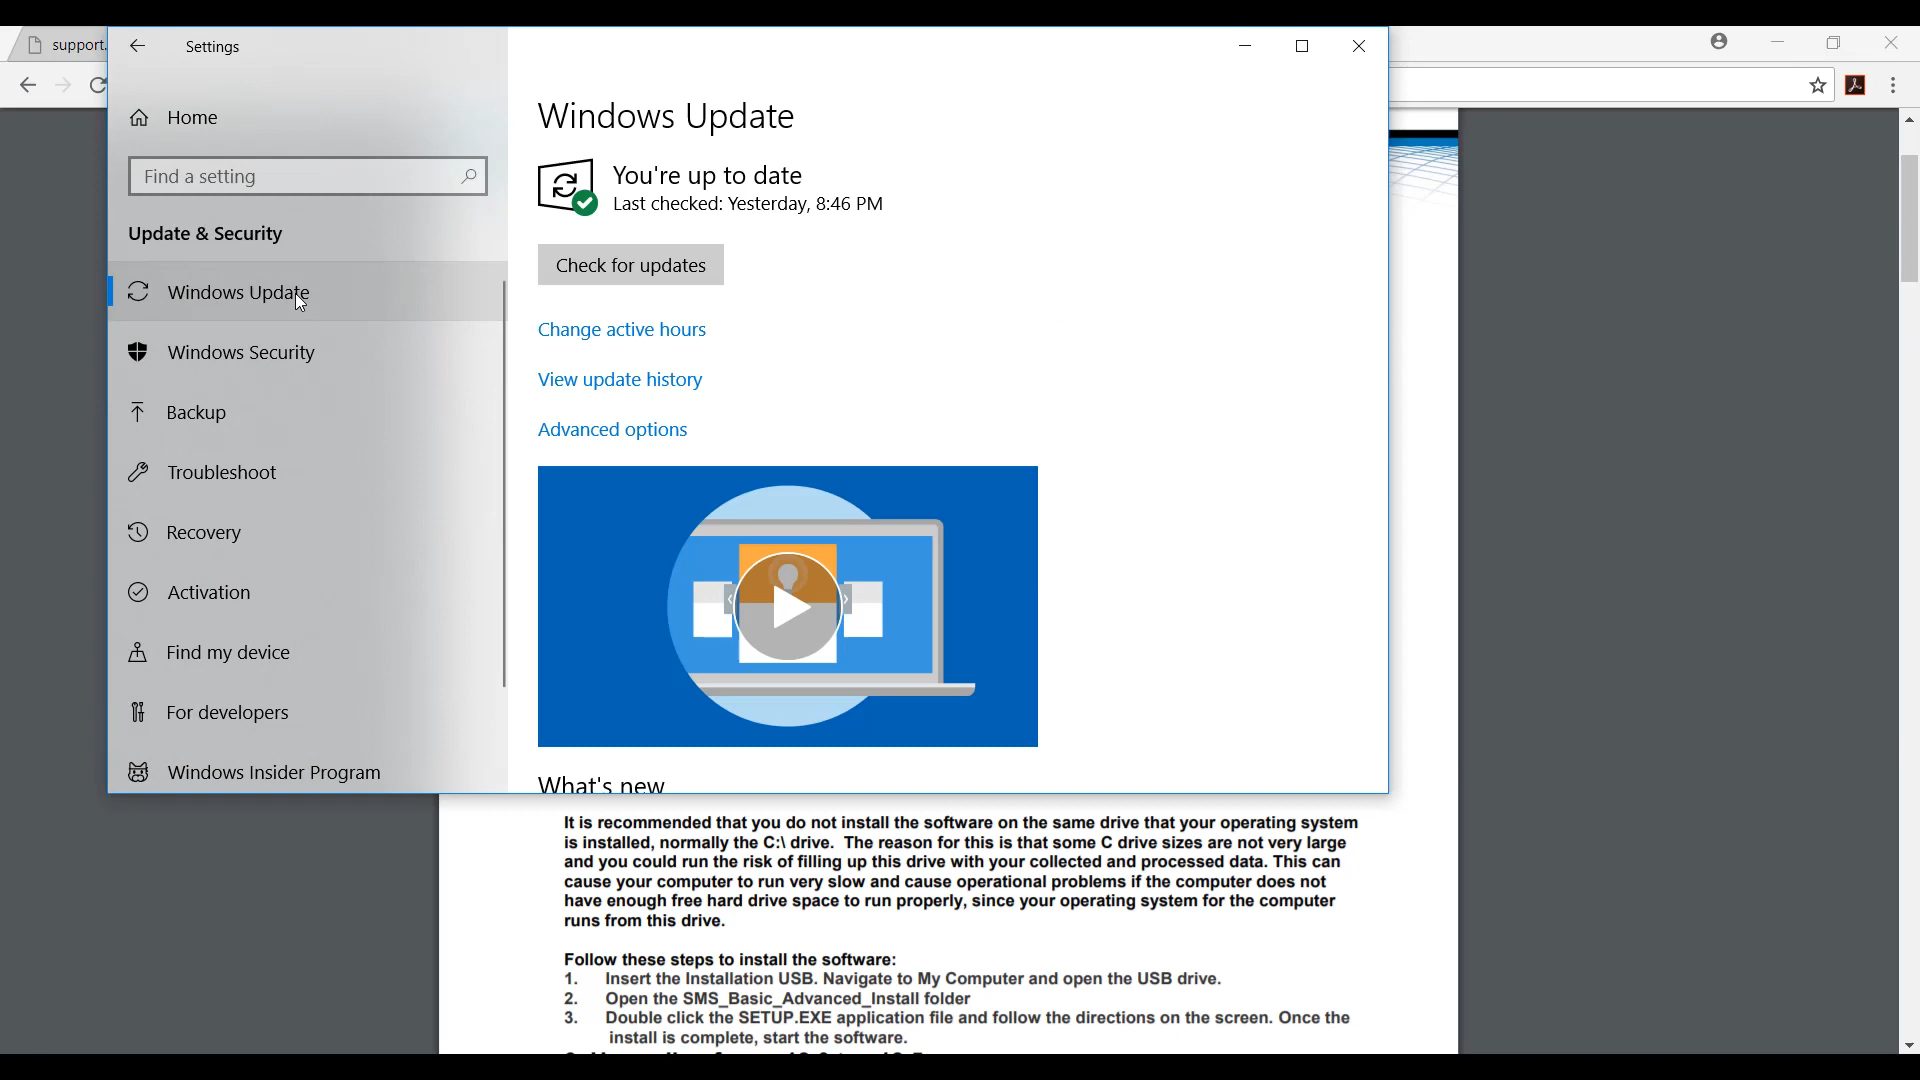 support.
Settings
Home
Find a setting
Update & Security
Windows Update
Windows Security
Backup
Troubleshoot
Recovery
Activation
Find my device
For developers
Windows Insider Program
Windows Update
You're up to date
Last checked: Yesterday, 8:46 PM
Check for updates
Change active hours
View update history
Advanced options
What's new
It is recommended that you do not install the software on the same drive that your operating system
is installed, normally the C:\ drive. The reason for this is that some C drive sizes are not very large
and you could run the risk of filling up this drive with your collected and processed data. This can
cause your computer to run very slow and cause operational problems if the computer does not
have enough free hard drive space to run properly, since your operating system for the computer
runs from this drive.
Follow these steps to install the software:
1. Insert the Installation USB. Navigate to My Computer and open the USB drive.
2. Open the SMS_Basic_Advanced_Install folder
3. Double click the SETUP.EXE application file and follow the directions on the screen. Once the
install is complete, start the software.